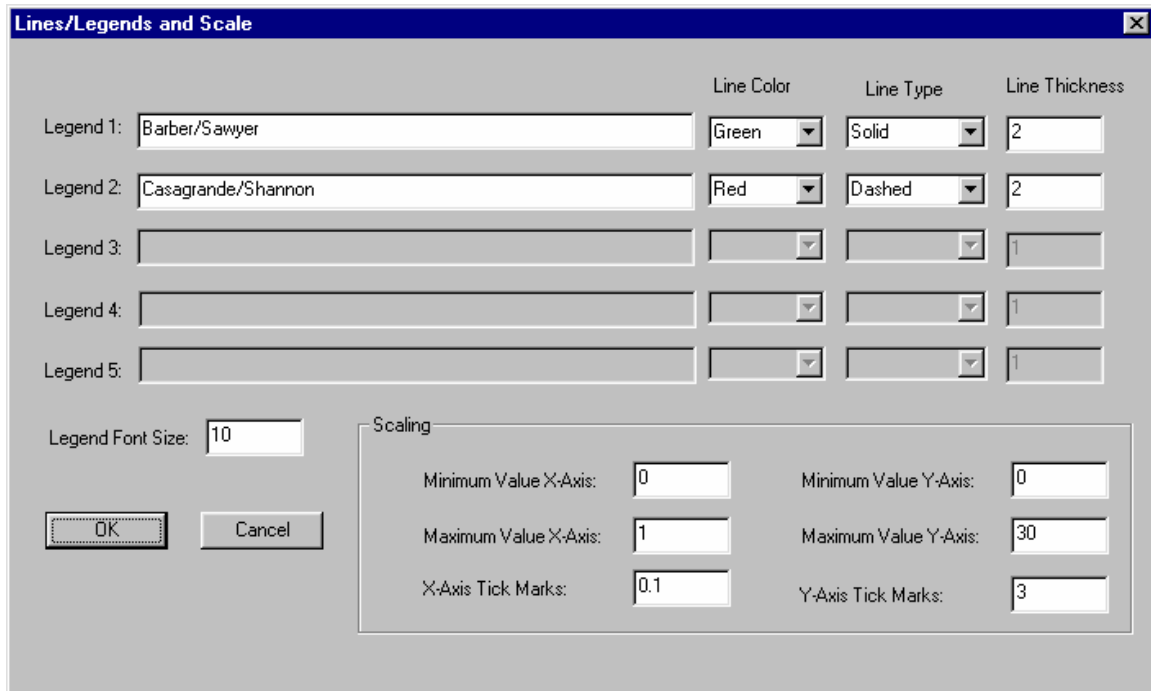 Lines/Legends and Scale
Line Color Line Type Line Thickness
Legend 1: Barber/Sawyer Green Solid 2
Legend 2: Casagrande/Shannon Red Dashed 2
Legend 3: 1
Legend 4: 1
Legend 5: 1
Legend Font Size: 10
OK Cancel
Scaling
Minimum Value X-Axis: 0 Minimum Value Y-Axis: 0
Maximum Value X-Axis: 1 Maximum Value Y-Axis: 30
X-Axis Tick Marks: 0.1 Y-Axis Tick Marks: 3